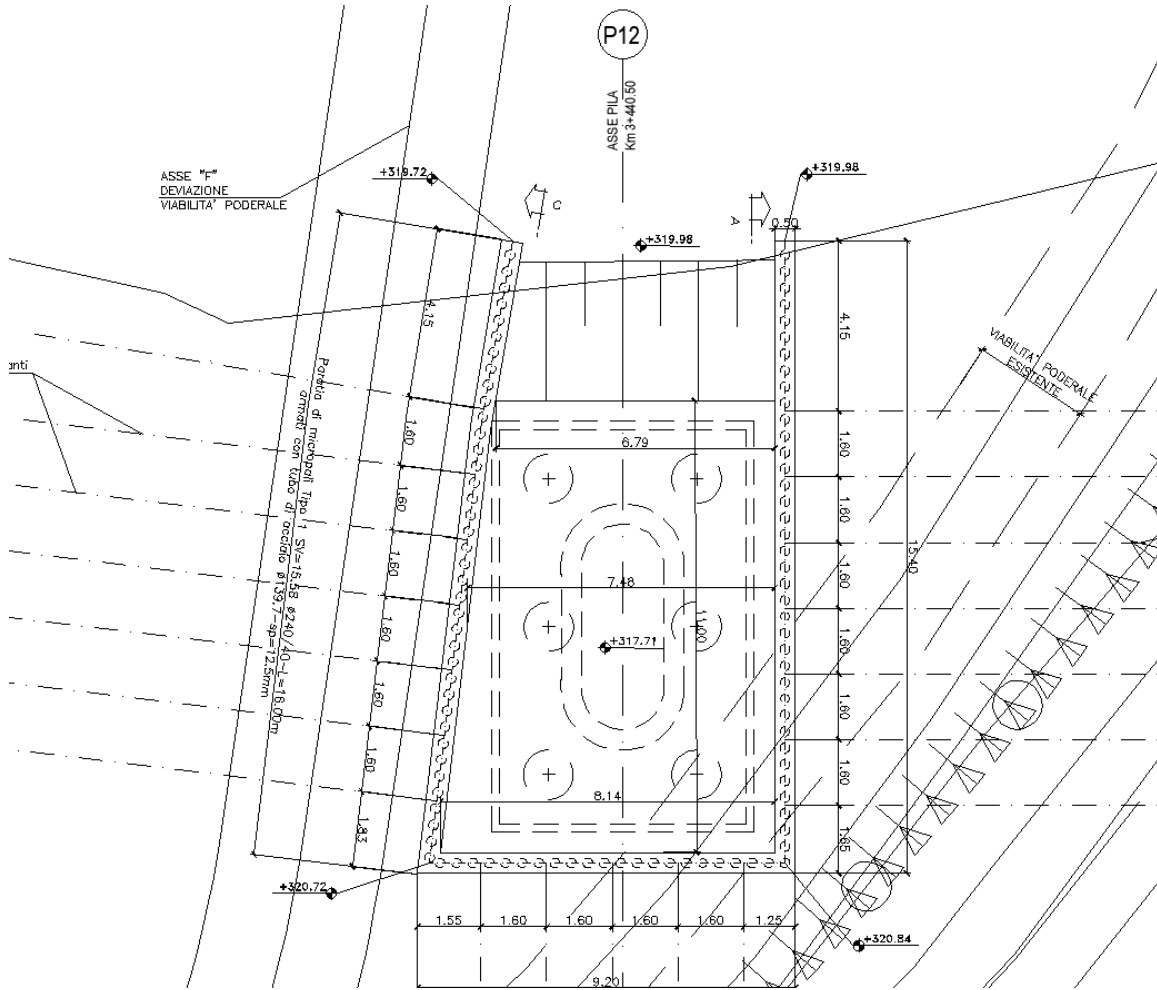 P12
ASSE PILA
Km 3+440.50
ASSE "F"
DEVIAZIONE
VIABILITA' PODERALE
+319.72
+319.98
+319.98
C
A
0.50
4.15
4.15
anti
VIABILITA' PODERALE
ESISTENTE
Paratia di micropali Tipo 1 SV=15.58 ø240/40-L=16.00m
armati con tubo di acciaio ø139.7-sp=12.5mm
1.60
1.60
1.60
1.60
1.60
1.60
1.83
6.79
7.48
11.00
+317.71
8.14
1.60
1.60
1.60
1.60
1.60
1.60
1.65
15.40
+320.72
+320.84
1.55
1.60
1.60
1.60
1.60
1.25
9.20